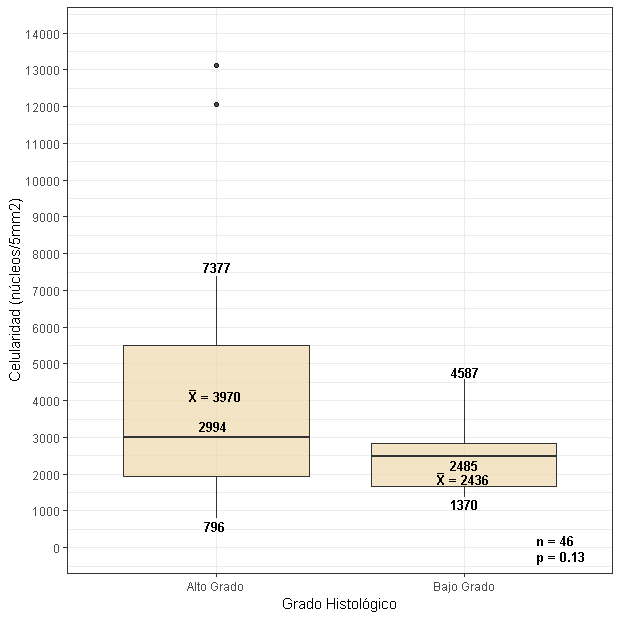 14000
13000
12000
11000
10000
9000
8000
7000
6000
5000
4000
3000
2000
1000
0
Celularidad (núcleos/5mm2)
7377
X̅ = 3970
2994
796
4587
2485
X̅ = 2436
1370
n = 46
p = 0.13
Alto Grado
Bajo Grado
Grado Histológico